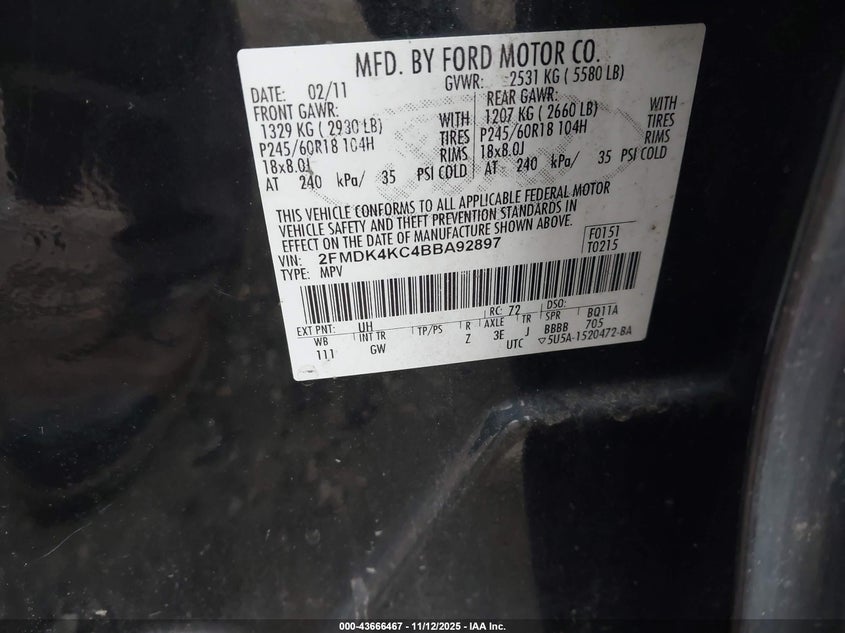 MFD. BY FORD MOTOR CO.
DATE: 02/11 GVWR: 2531 KG ( 5580 LB)
FRONT GAWR: REAR GAWR:
1329 KG ( 2930 LB) WITH 1207 KG ( 2660 LB) WITH
P245/60R18 104H TIRES P245/60R18 104H TIRES
18x8.0J RIMS 18x8.0J RIMS
AT 240 kPa/ 35 PSI COLD AT 240 kPa/ 35 PSI COLD
THIS VEHICLE CONFORMS TO ALL APPLICABLE FEDERAL MOTOR
VEHICLE SAFETY AND THEFT PREVENTION STANDARDS IN
EFFECT ON THE DATE OF MANUFACTURE SHOWN ABOVE.
VIN: 2FMDK4KC4BBA92897 F0151
TYPE: MPV T0215
EXT PNT: UH RC: 72 DSO:
WB INT TR TP/PS R AXLE TR SPR BQ11A
111 GW Z 3E J BBBB 705
UTC ▽5U5A-1520472-BA
000-43666467 - 11/12/2025 - IAA Inc.